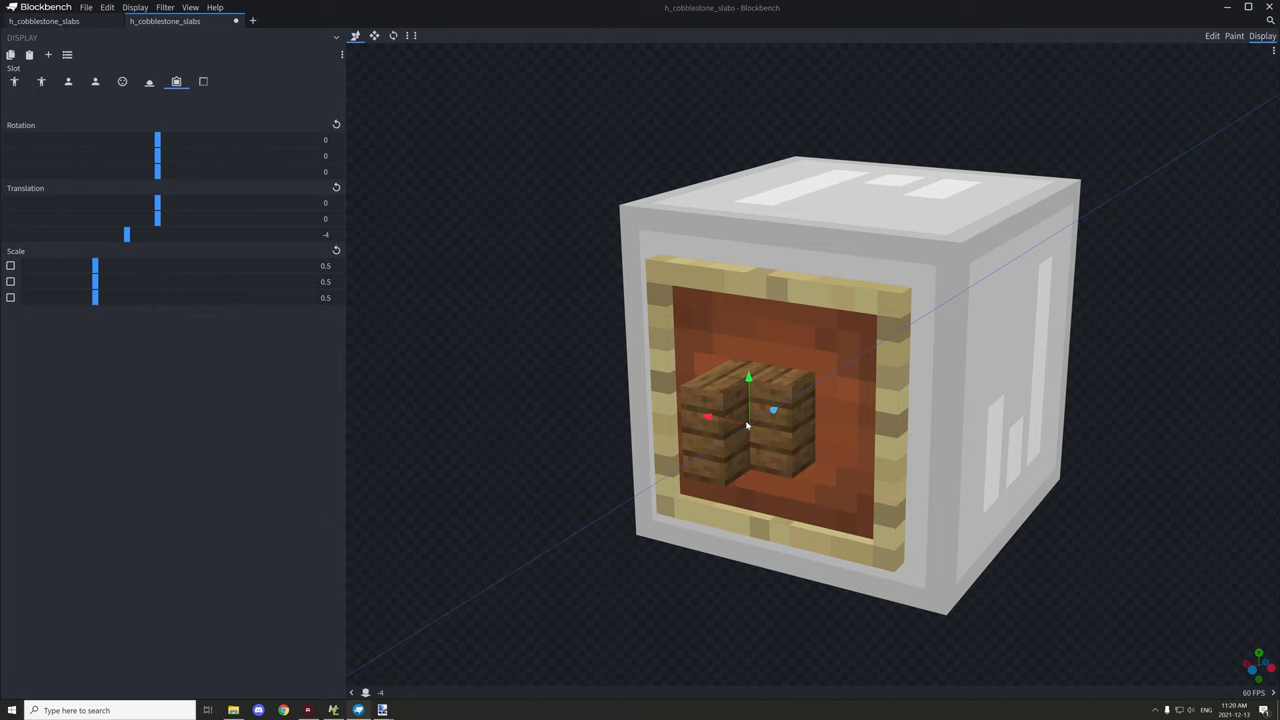 Blockbench File Edit Display Filter View Help
h_cobblestone_slabs - Blockbench
h_cobblestone_slabs
h_cobblestone_slabs
DISPLAY
Edit Paint Display
Slot
Rotation
0
0
0
Translation
0
0
-4
Scale
0.5
0.5
0.5
-4
60 FPS
Type here to search
ENG
11:20 AM
2021-12-13